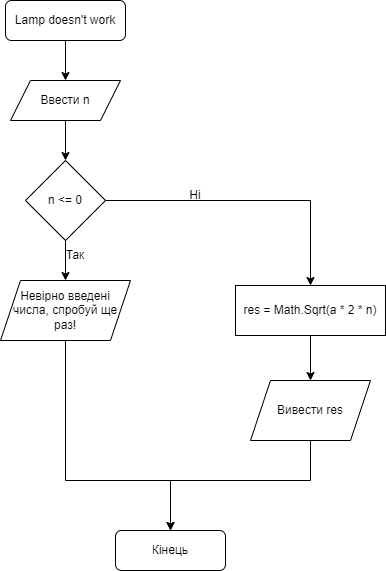 Lamp doesn't work
Ввести n
n <= 0
Ні
Так
Невірно введені
числа, спробуй ще
раз!
res = Math.Sqrt(a * 2 * n)
Вивести res
Кінець